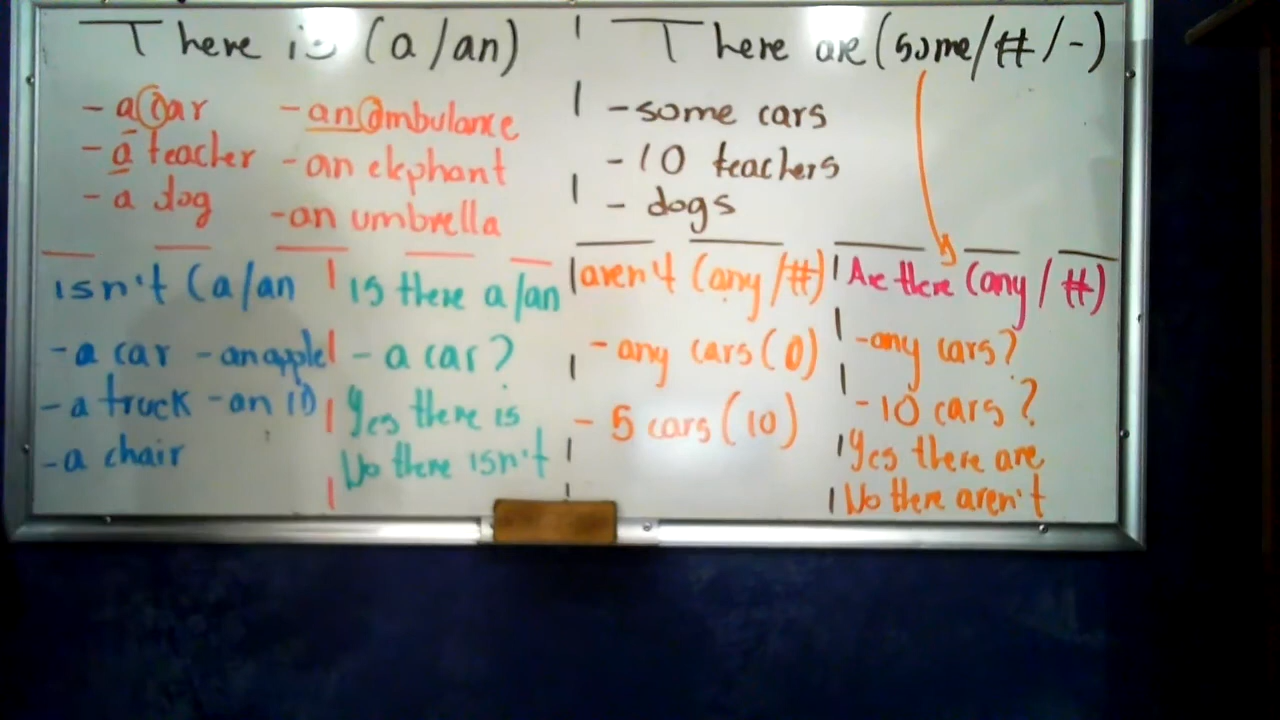 There is (a/an)
- a car
- a teacher
- a dog
- an ambulance
- an elephant
- an umbrella
There are (some/#/-)
- some cars
- 10 teachers
- dogs
isn't (a/an
- a car - an apple
- a truck - an ID
- a chair
Is there a/an
- a car?
Yes there is
No there isn't
aren't (any/#)
- any cars (0)
- 5 cars (10)
Are there (any/#)
- any cars?
- 10 cars?
Yes there are
No there aren't